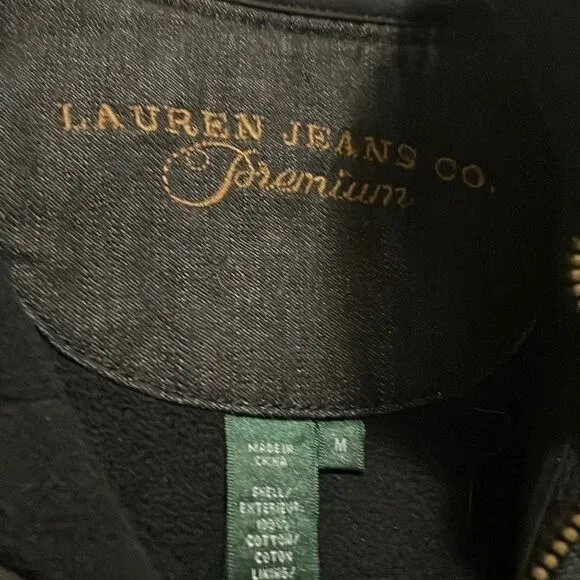 LAUREN JEANS CO.
Premium
M
MADE IN
CHINA
SHELL/
EXTERIEUR:
100%
COTTON/
COTON
LINING/